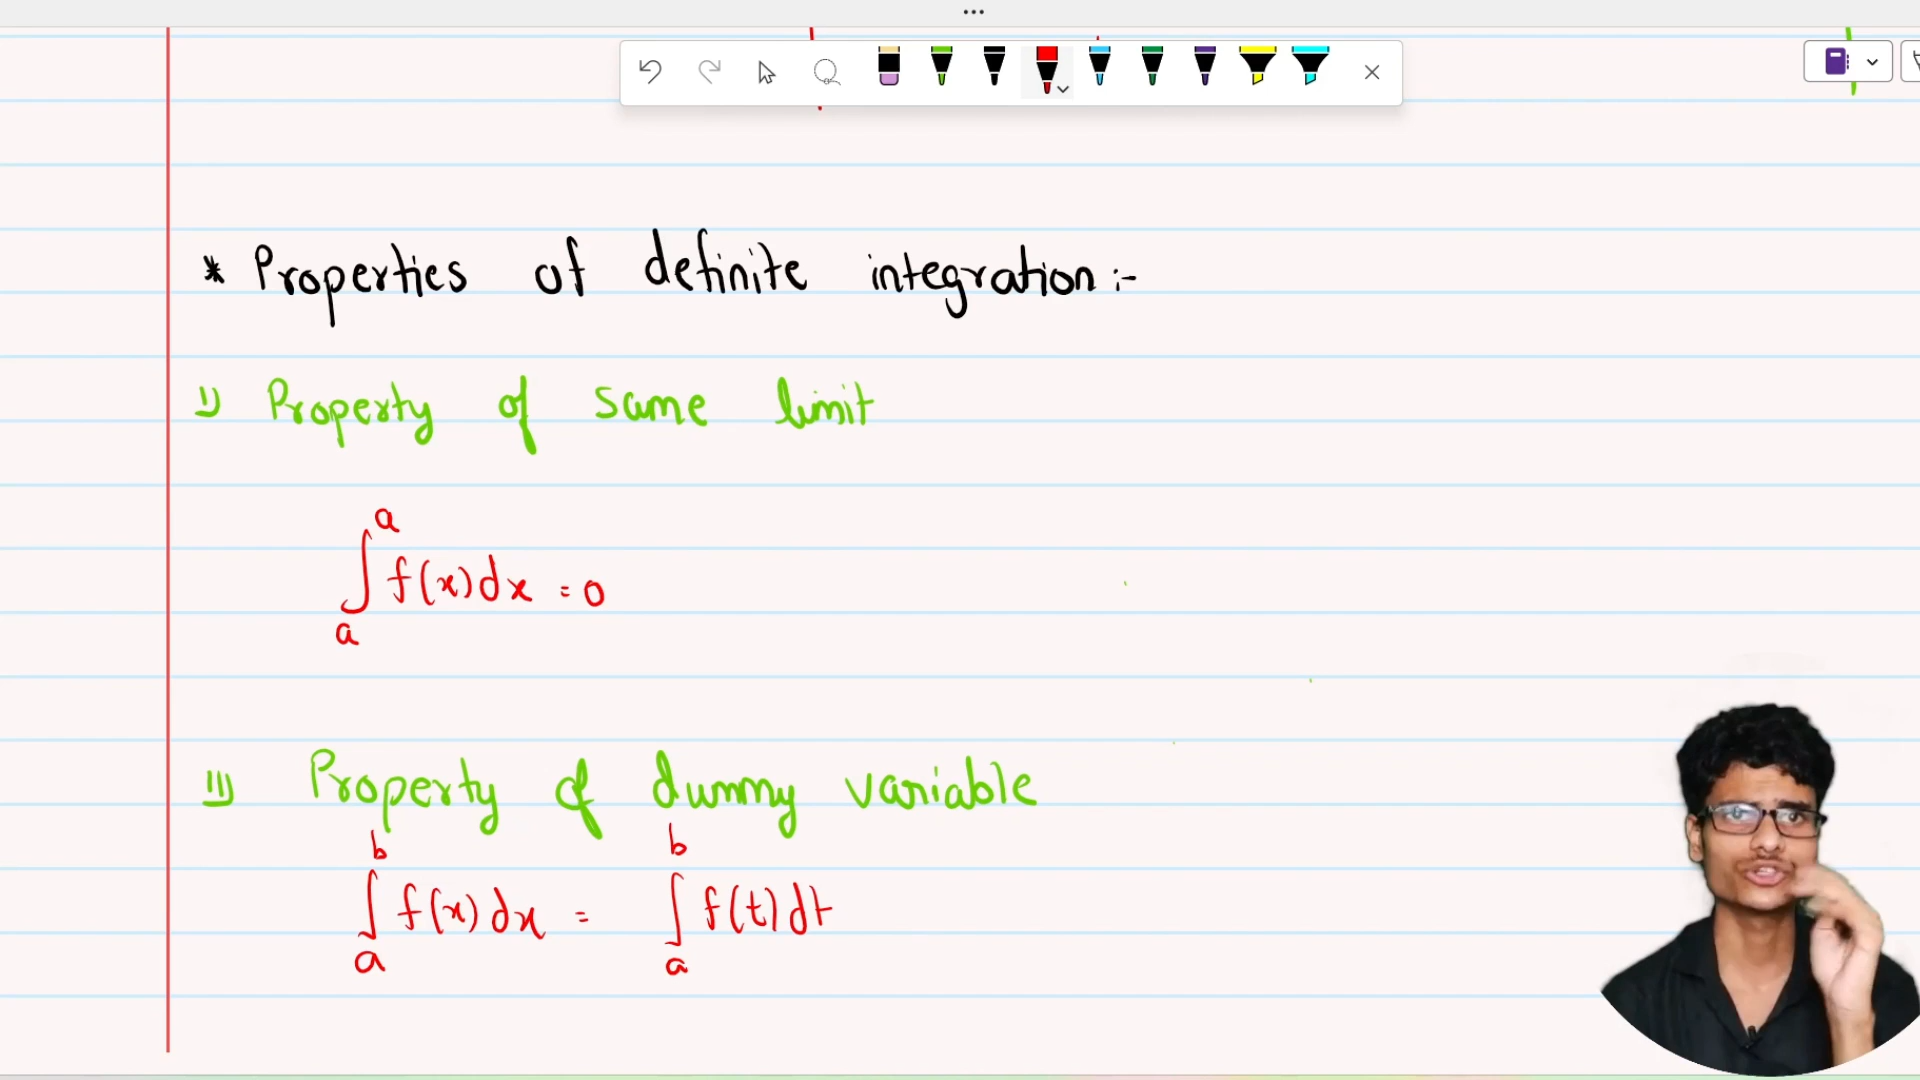 * Properties of definite integration :-
1) Property of same limit
∫ₐᵃ f(x)dx = 0
11) Property of dummy variable
∫ₐᵇ f(x)dx = ∫ₐᵇ f(t)dt